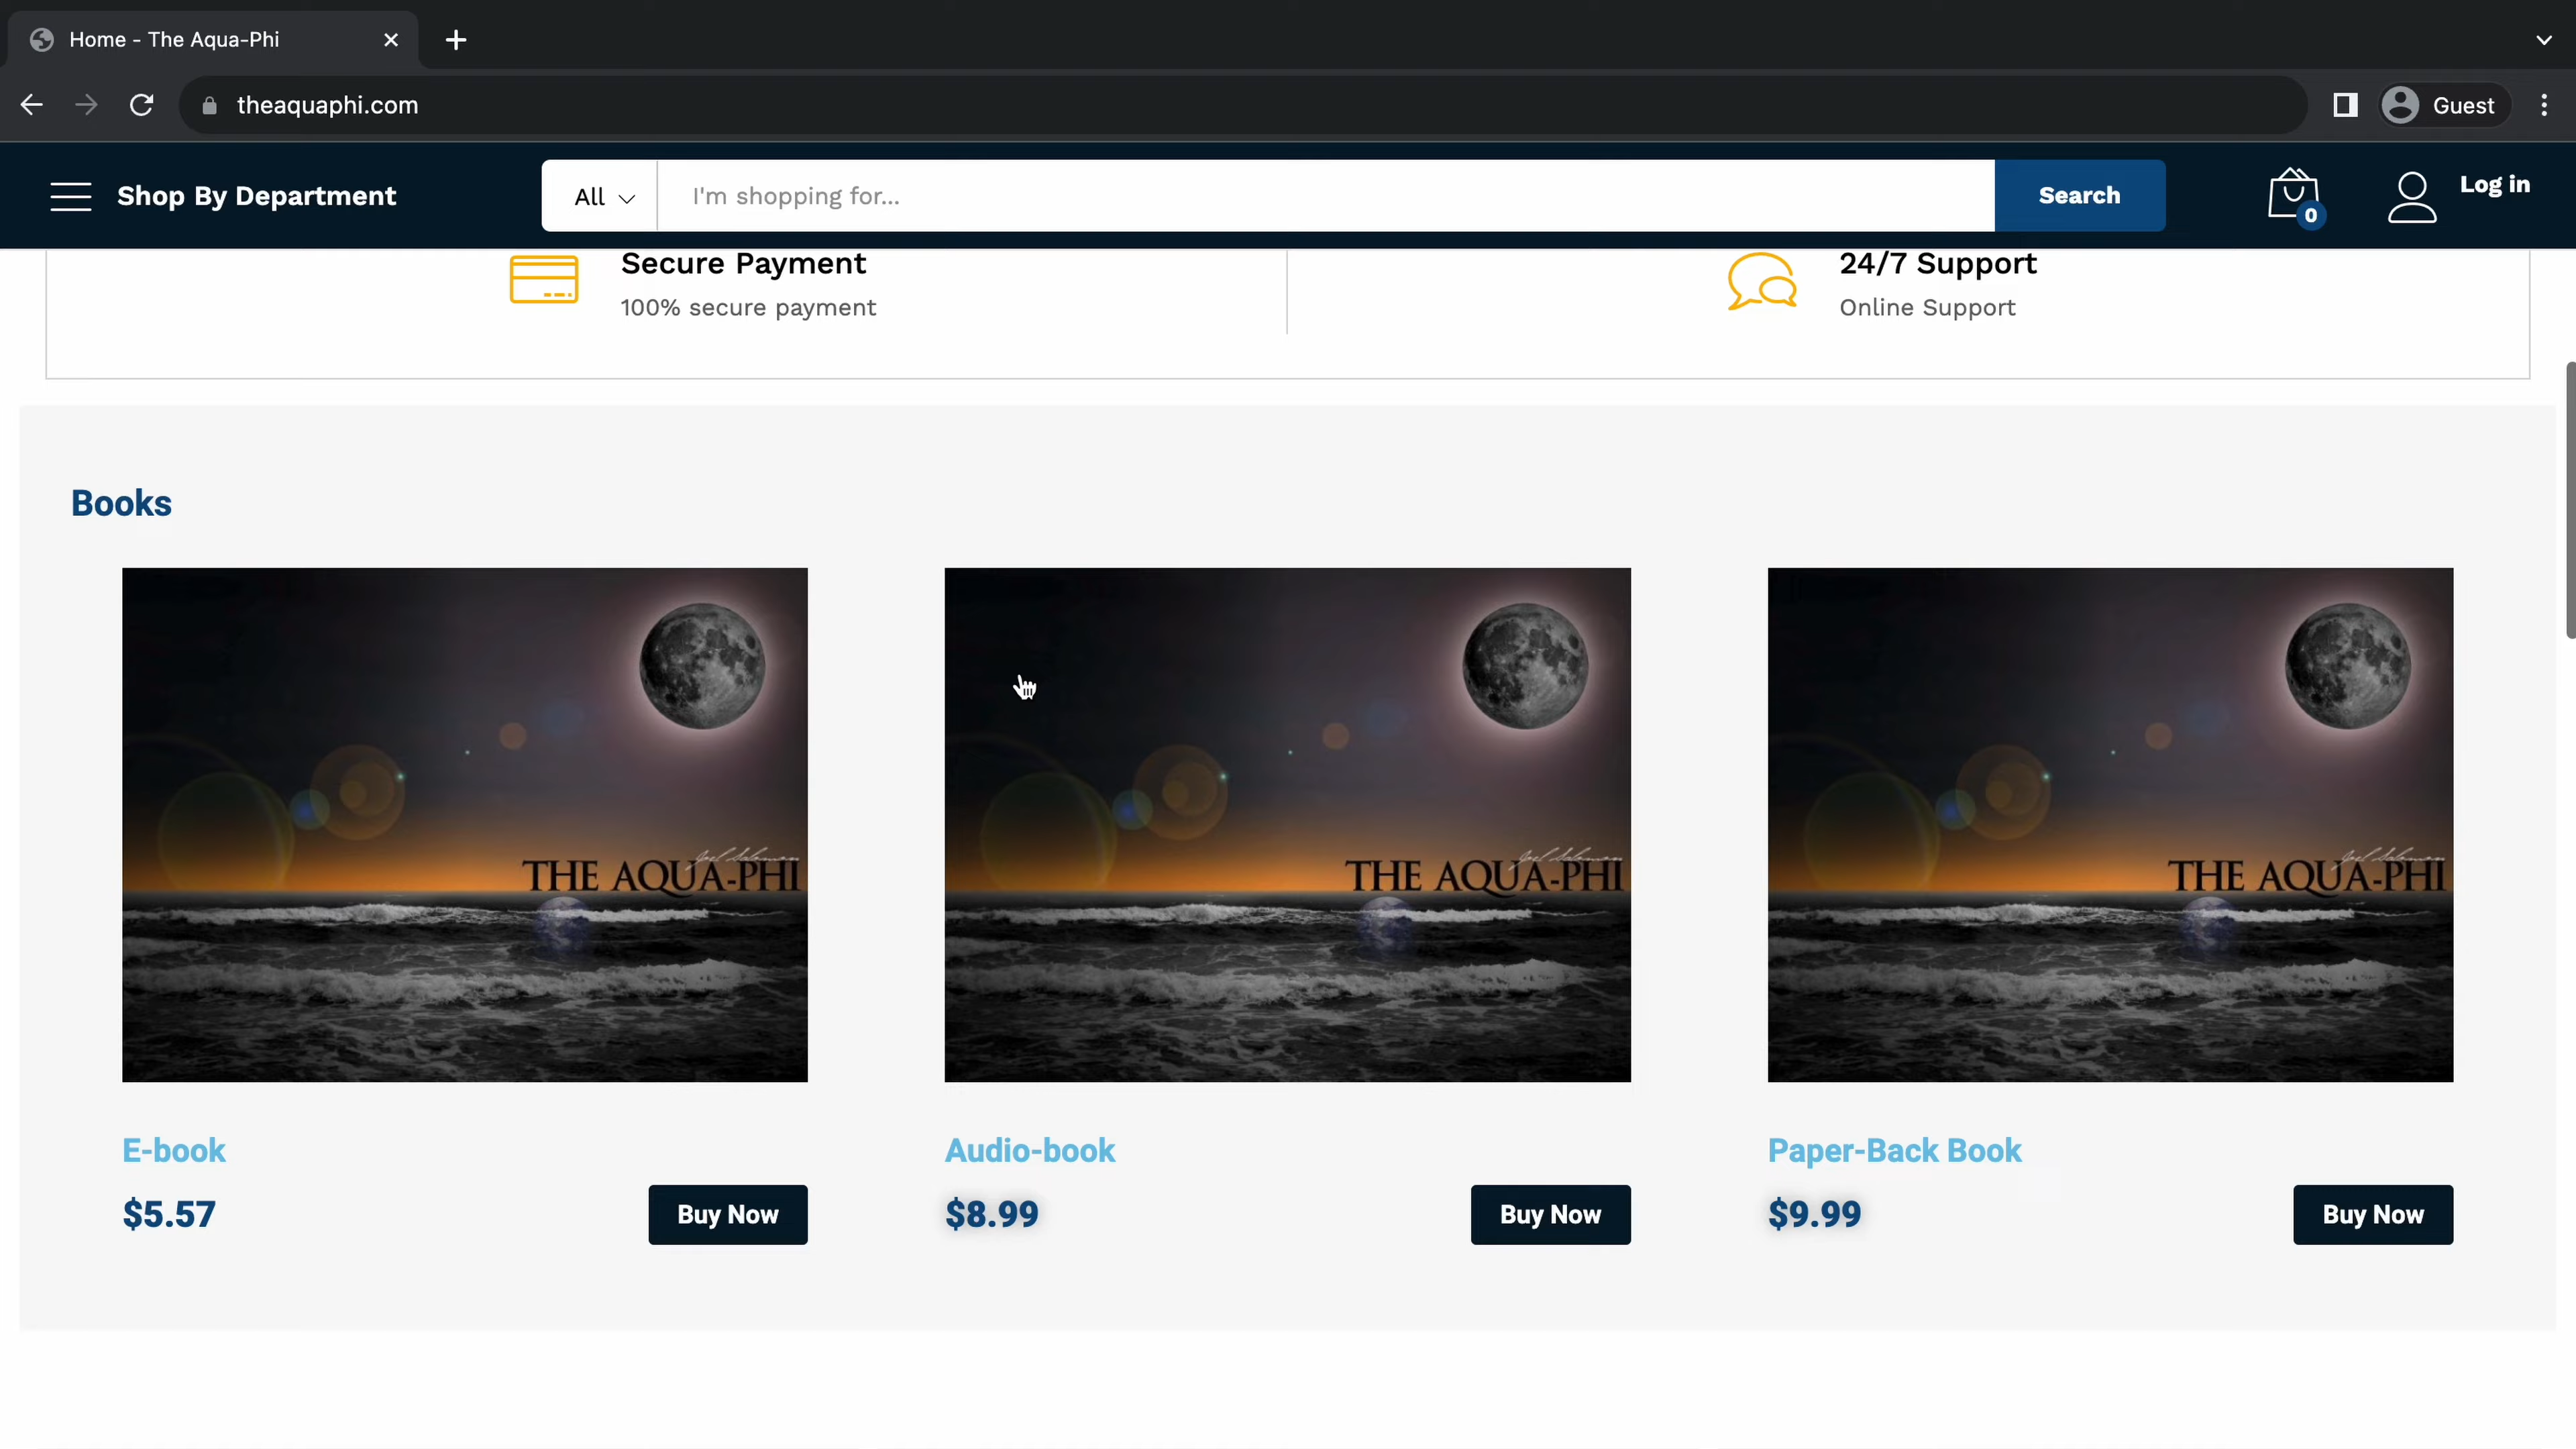 Home - The Aqua-Phi
theaquaphi.com
Guest
Shop By Department
All
I'm shopping for...
Search
0
Log in
Secure Payment
100% secure payment
24/7 Support
Online Support
Books
THE AQUA-PHI
THE AQUA-PHI
THE AQUA-PHI
E-book
Audio-book
Paper-Back Book
$5.57
Buy Now
$8.99
Buy Now
$9.99
Buy Now